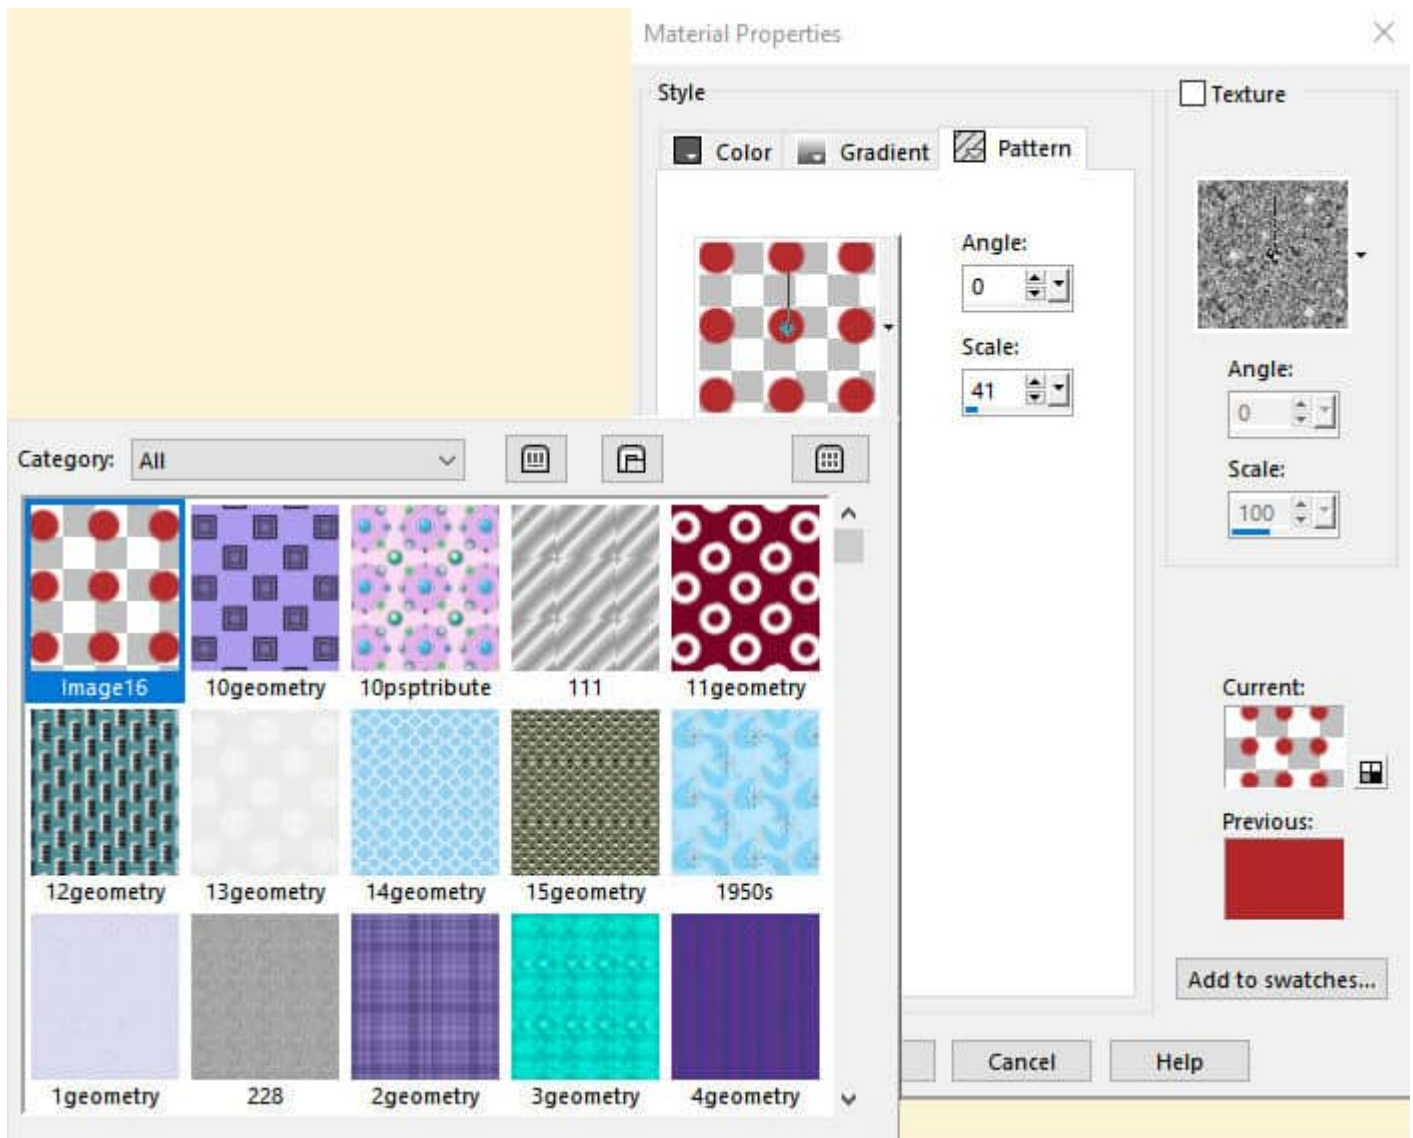 Material Properties
Style
Color
Gradient
Pattern
Angle:
0
Scale:
41
Texture
Angle:
0
Scale:
100
Current:
Previous:
Add to swatches...
Cancel
Help
Category:
All
Image16
10geometry
10psptribute
111
11geometry
12geometry
13geometry
14geometry
15geometry
1950s
1geometry
228
2geometry
3geometry
4geometry